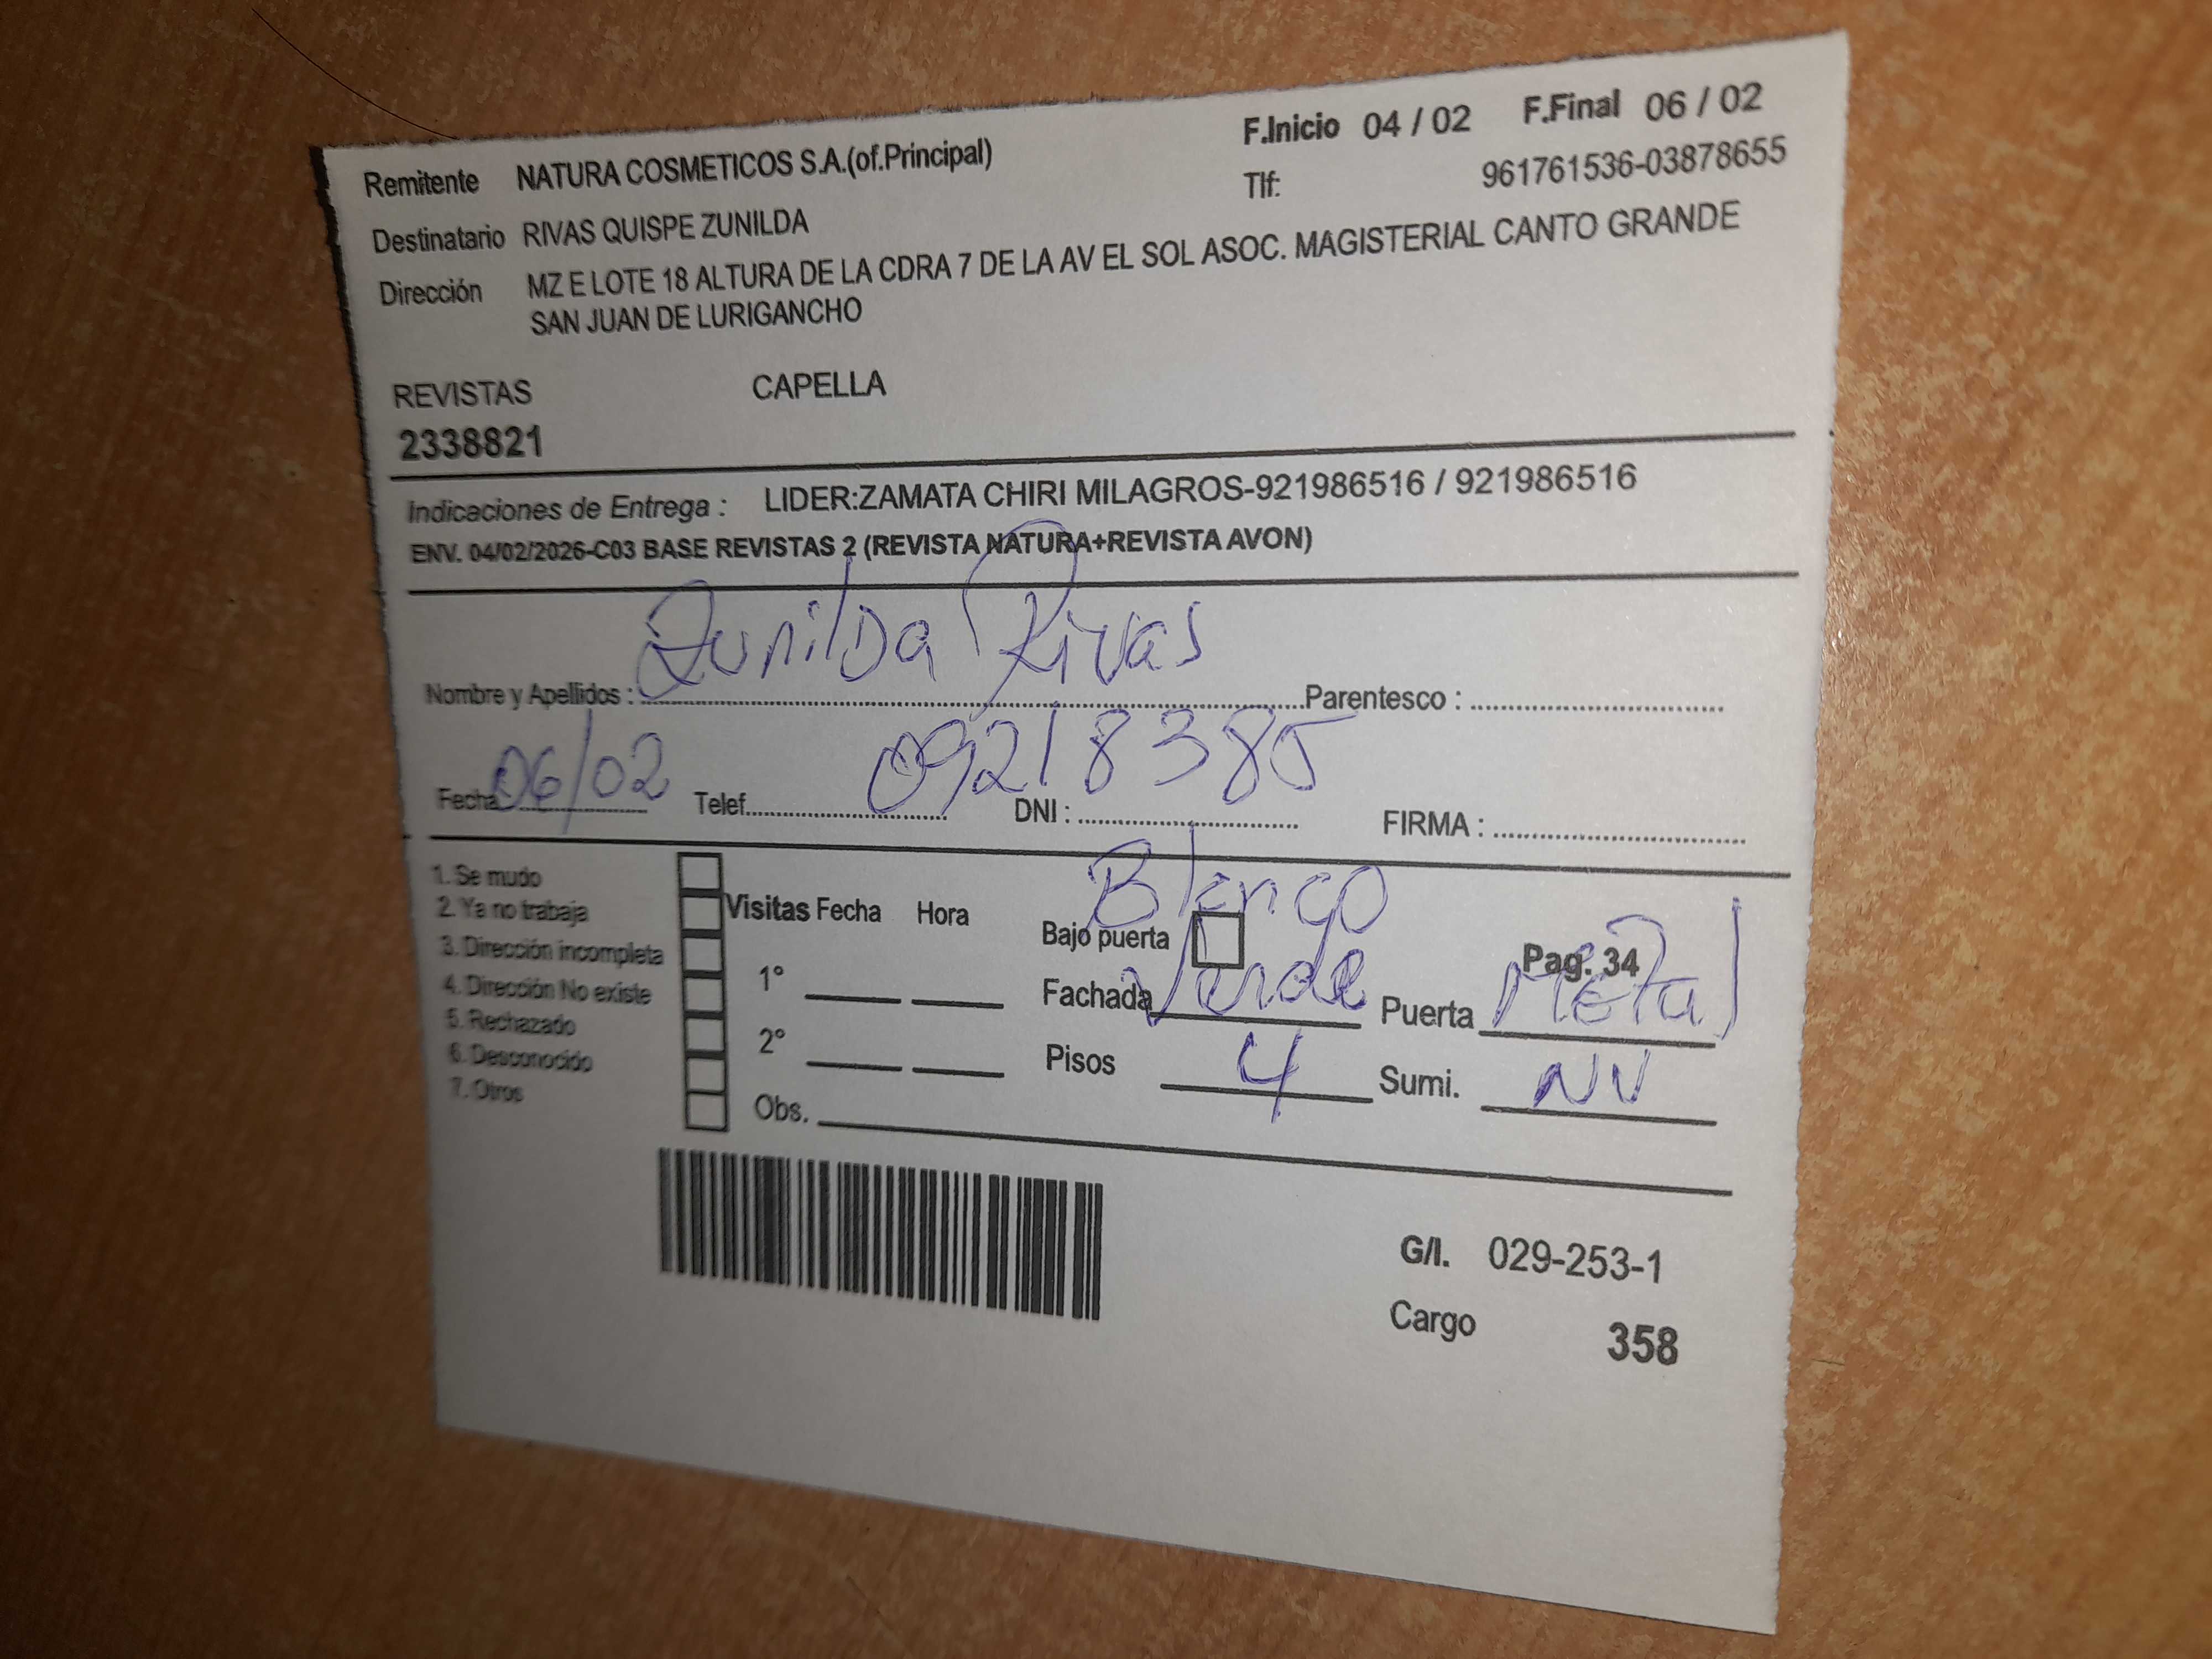 Remitente NATURA COSMETICOS S.A.(of.Principal) F.Inicio 04 / 02 F.Final 06 / 02
Tlf: 961761536-03878655
Destinatario RIVAS QUISPE ZUNILDA
Dirección MZ E LOTE 18 ALTURA DE LA CDRA 7 DE LA AV EL SOL ASOC. MAGISTERIAL CANTO GRANDE
SAN JUAN DE LURIGANCHO
REVISTAS CAPELLA
2338821
Indicaciones de Entrega : LIDER:ZAMATA CHIRI MILAGROS-921986516 / 921986516
ENV. 04/02/2026-C03 BASE REVISTAS 2 (REVISTA NATURA+REVISTA AVON)
Zunilda Rivas
Nombre y Apellidos : Parentesco :
06/02 09218385
Fecha Telef. DNI : FIRMA :
1. Se mudo
2. Ya no trabaja
3. Dirección incompleta
4. Dirección No existe
5. Rechazado
6. Desconocido
7. Otros
Visitas Fecha Hora
1°
2°
Obs.
Blanco
Bajo puerta Pag. 34
Fachada Verde Puerta Metal
Pisos 4 Sumi. NV
G/I. 029-253-1
Cargo 358